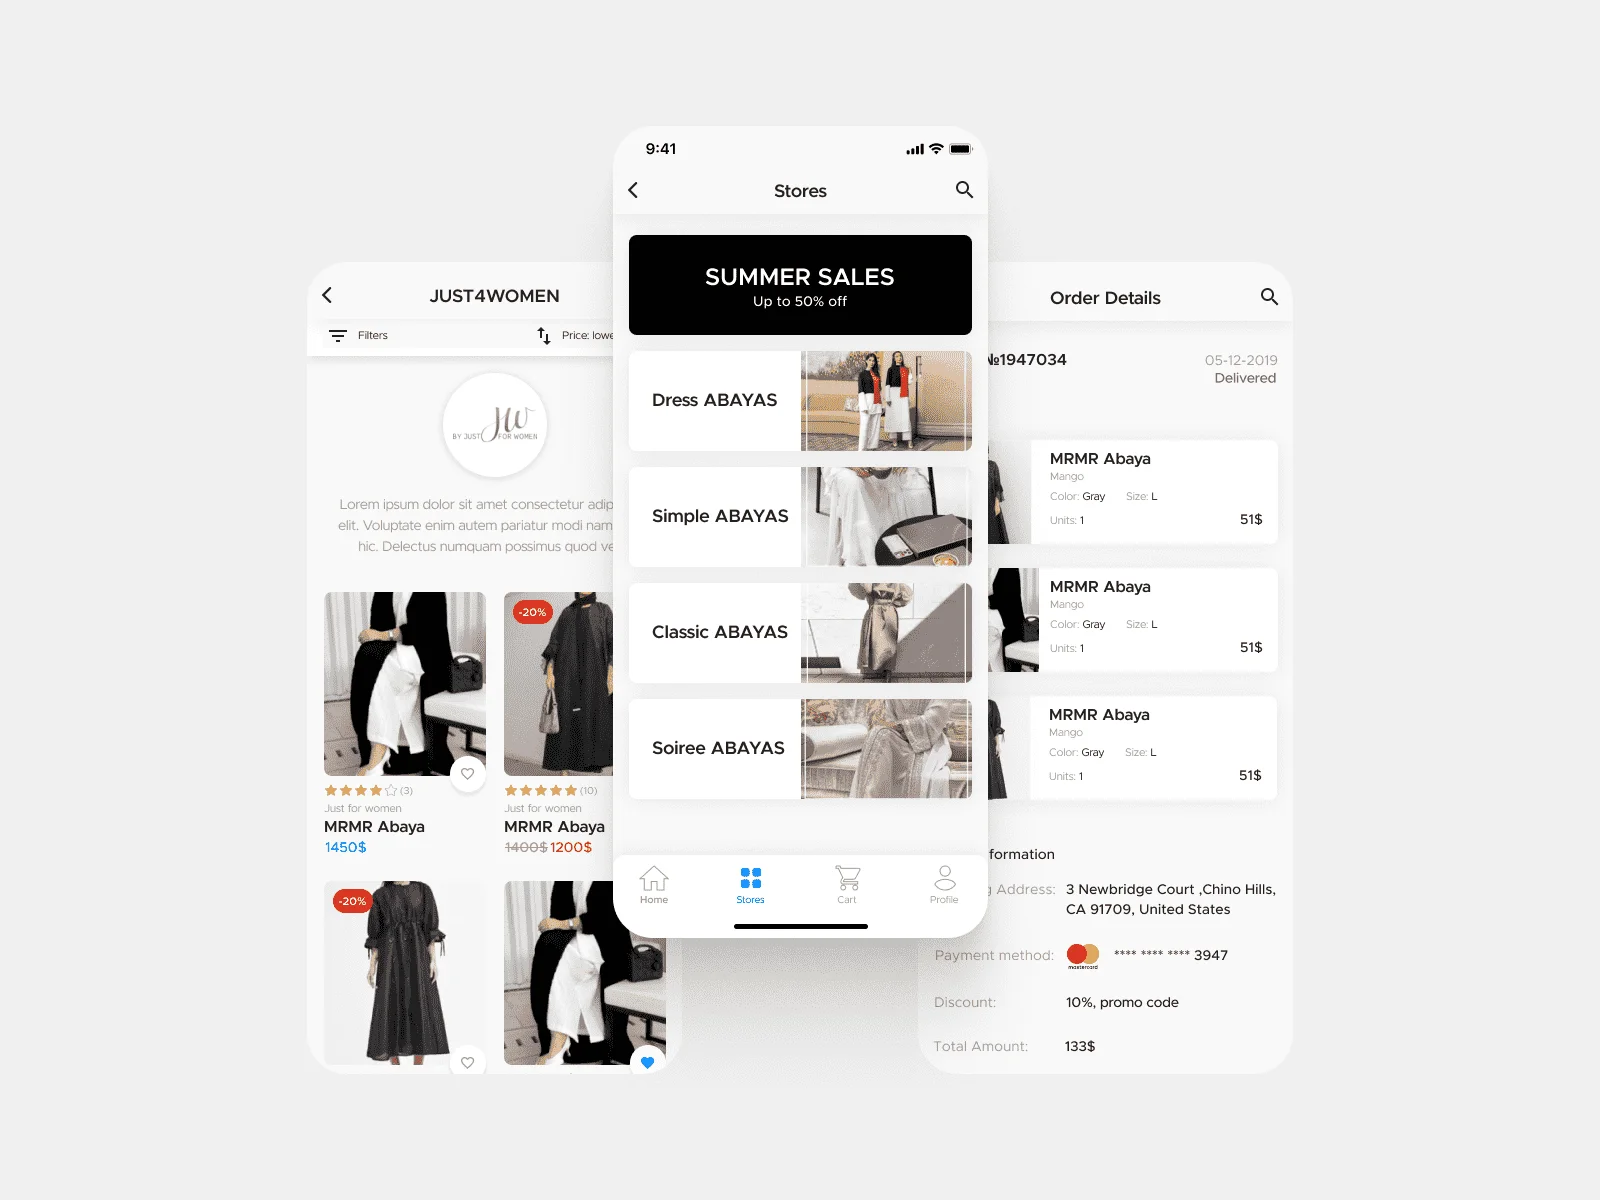 JUST4WOMEN
Filters
Price: lowe
BY JUST JW FOR WOMEN
Lorem ipsum dolor sit amet consectetur adip
elit. Voluptate enim autem pariatur modi nam
hic. Delectus numquam possimus quod ve
(3)
Just for women
MRMR Abaya
1450$
-20%
(10)
Just for women
MRMR Abaya
1400$ 1200$
-20%
9:41
Stores
SUMMER SALES
Up to 50% off
Dress ABAYAS
Simple ABAYAS
Classic ABAYAS
Soiree ABAYAS
Home
Stores
Cart
Profile
Order Details
№1947034
05-12-2019
Delivered
MRMR Abaya
Mango
Color: Gray Size: L
Units: 1
51$
MRMR Abaya
Mango
Color: Gray Size: L
Units: 1
51$
MRMR Abaya
Mango
Color: Gray Size: L
Units: 1
51$
formation
g Address: 3 Newbridge Court ,Chino Hills,
CA 91709, United States
Payment method: mastercard **** **** **** 3947
Discount: 10%, promo code
Total Amount: 133$